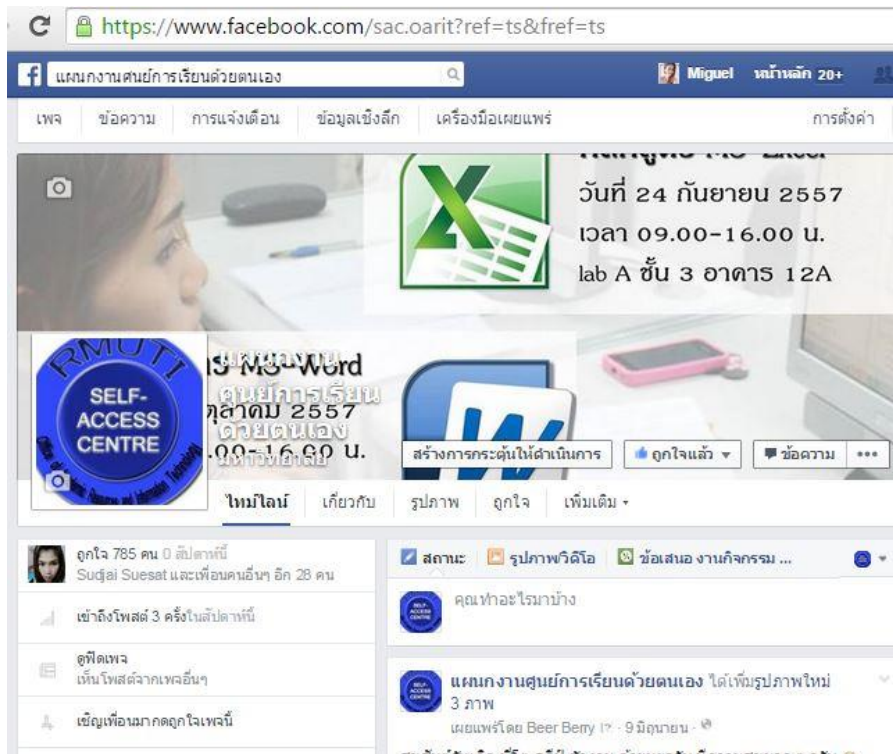 https://www.facebook.com/sac.oarit?ref=ts&fref=ts
แผนกงานศูนย์การเรียนด้วยตนเอง
Miguel หน้าหลัก 20+
เพจ ข้อความ การแจ้งเตือน ข้อมูลเชิงลึก เครื่องมือเผยแพร่ การตั้งค่า
วันที่ 24 กันยายน 2557
เวลา 09.00-16.00 น.
lab A ชั้น 3 อาคาร 12A
RMUTI
SELF-
ACCESS
CENTRE
MS-Word
ตุลาคม 2557
.00-16.00 น.
แผนกงาน
ศูนย์การเรียน
ด้วยตนเอง
มหาวิทยาลัย
สร้างการกระตุ้นให้ดำเนินการ ถูกใจแล้ว ข้อความ
ไทม์ไลน์ เกี่ยวกับ รูปภาพ ถูกใจ เพิ่มเติม
ถูกใจ 785 คน 0 สัปดาห์นี้
Sudjai Suesat และเพื่อนคนอื่นๆ อีก 28 คน
เข้าถึงโพสต์ 3 ครั้งในสัปดาห์นี้
ดูฟีดเพจ
เห็นโพสต์จากเพจอื่นๆ
เชิญเพื่อนมากดถูกใจเพจนี้
สถานะ รูปภาพ/วิดีโอ ข้อเสนอ งานกิจกรรม ...
คุณทำอะไรมาบ้าง
แผนกงานศูนย์การเรียนด้วยตนเอง ได้เพิ่มรูปภาพใหม่
3 ภาพ
เผยแพร่โดย Beer Berry !? · 9 มิถุนายน ·